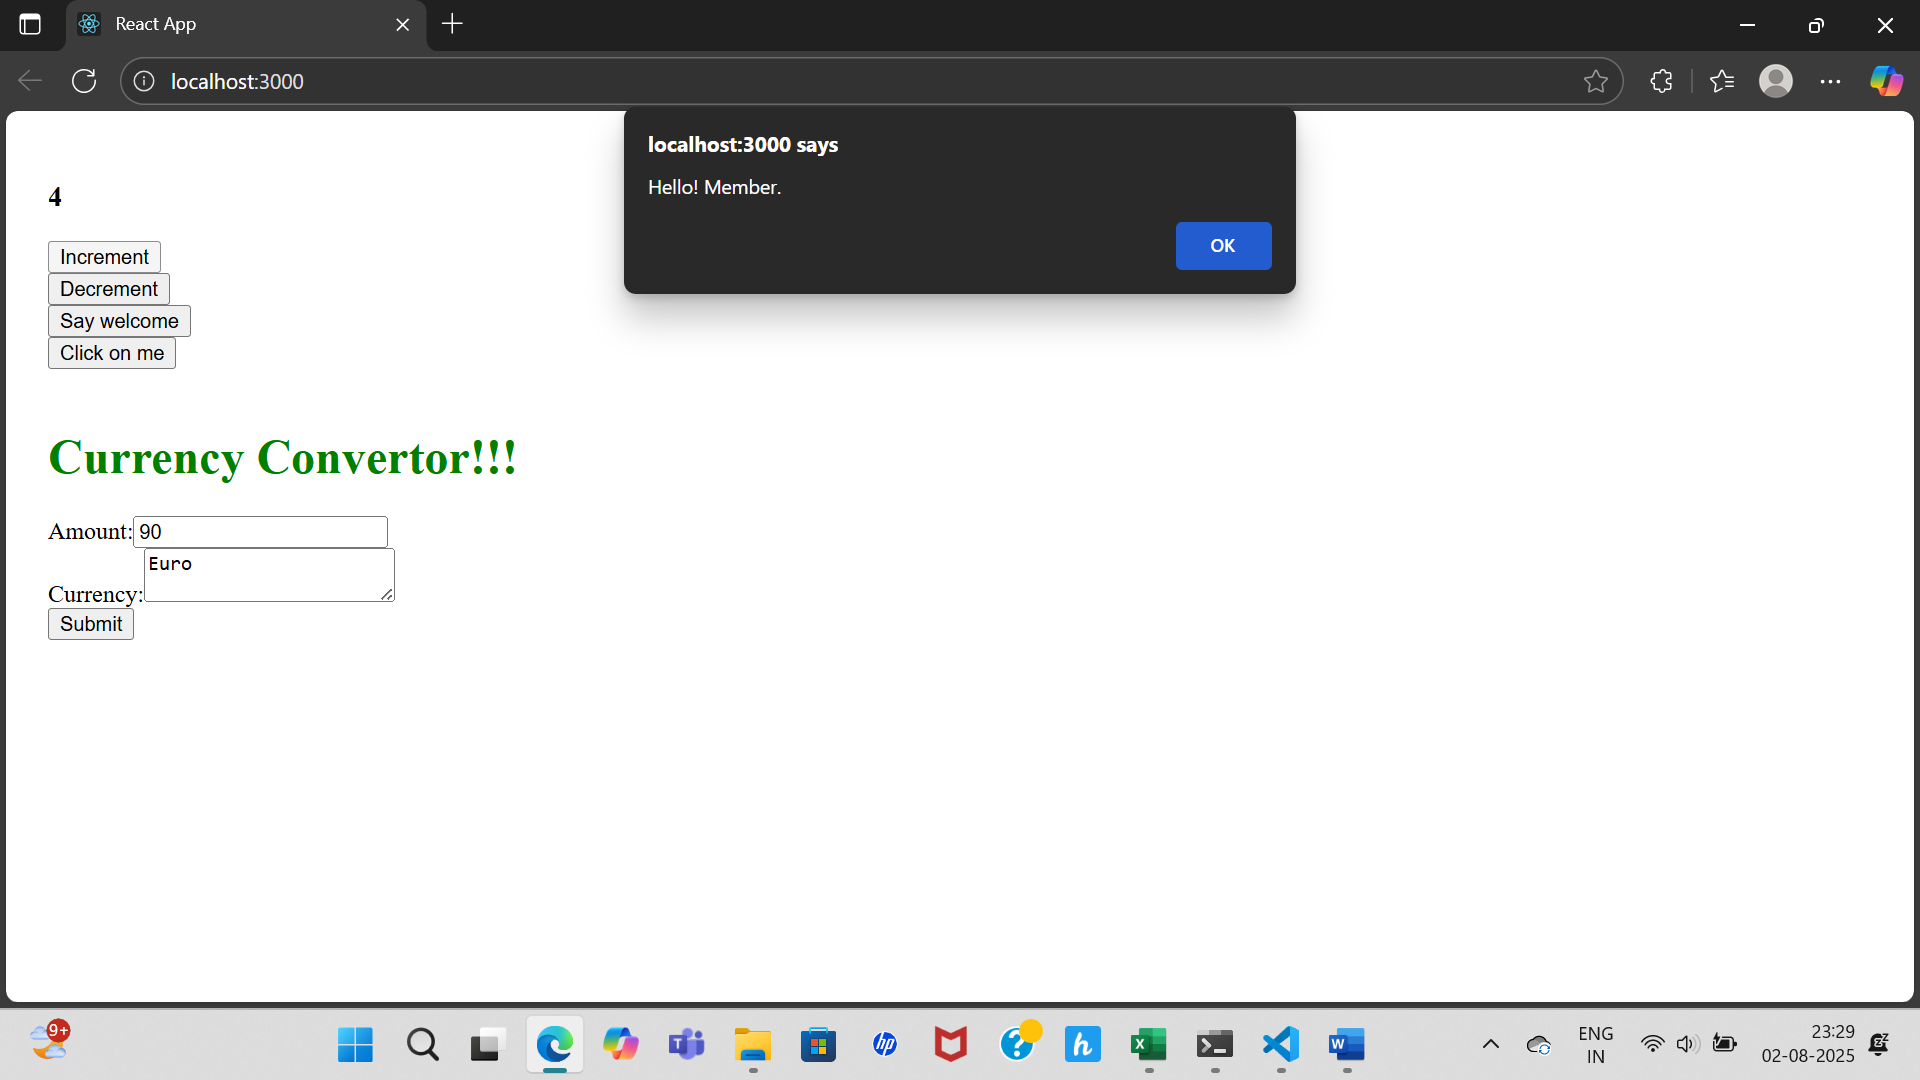 React App
localhost:3000
localhost:3000 says
Hello! Member.
OK
4
Increment
Decrement
Say welcome
Click on me
Currency Convertor!!!
Amount: 90
Currency: Euro
Submit
9+
ENG
IN
23:29
02-08-2025